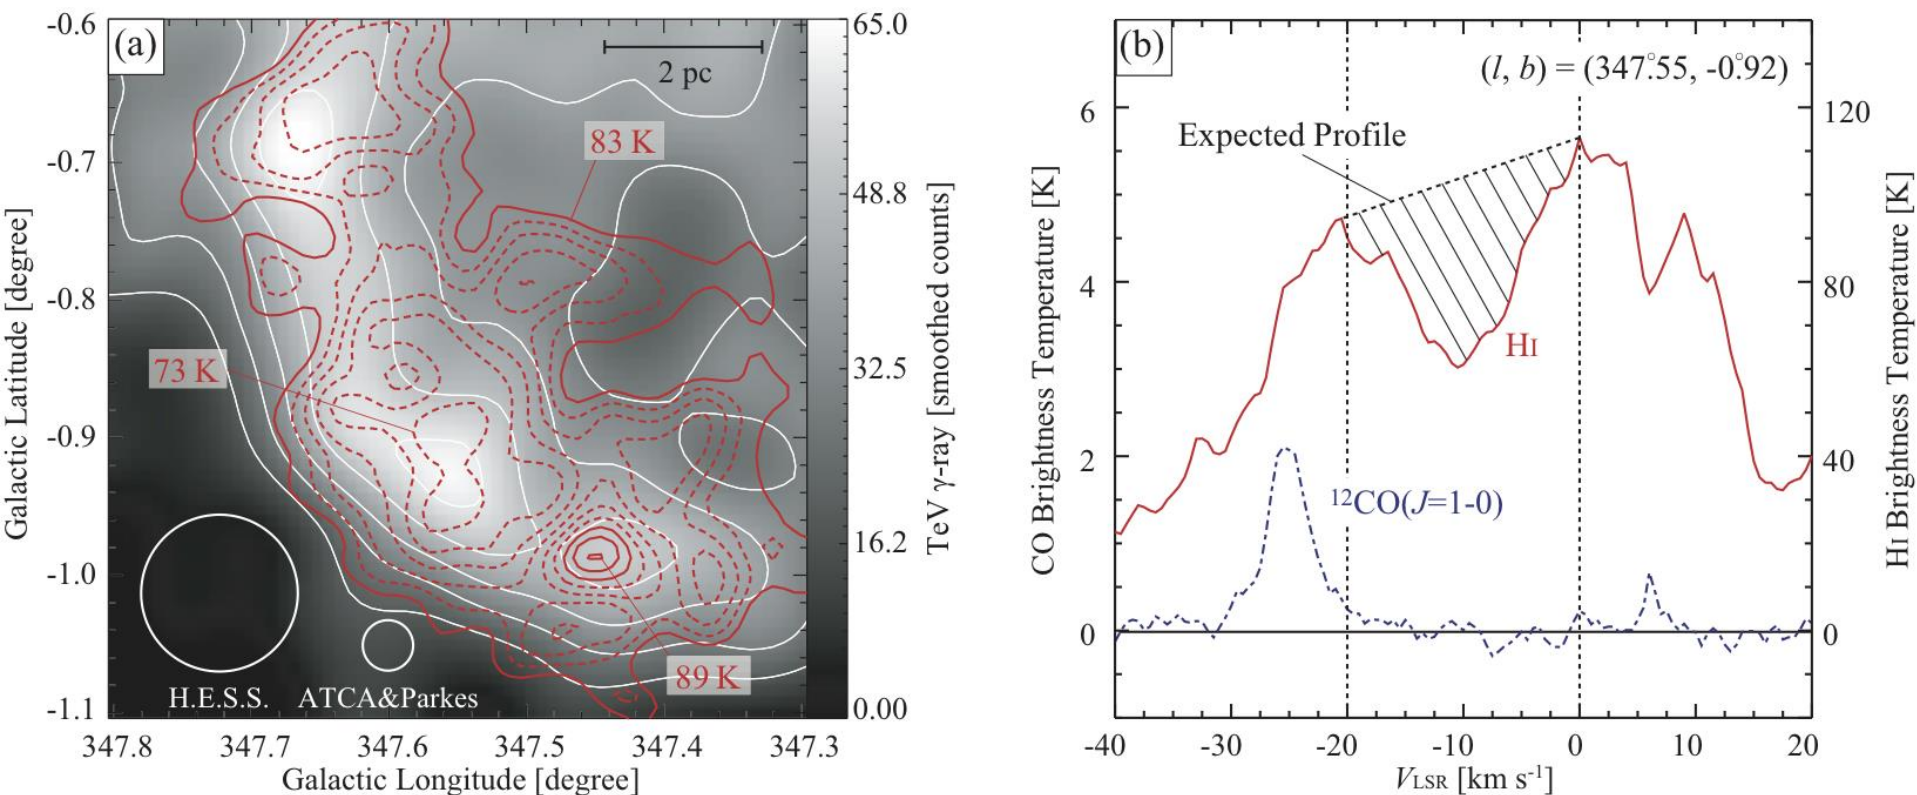 (a)
2 pc
83 K
73 K
89 K
H.E.S.S.
ATCA&Parkes
-0.6
-0.7
-0.8
-0.9
-1.0
-1.1
Galactic Latitude [degree]
347.8 347.7 347.6 347.5 347.4 347.3
Galactic Longitude [degree]
65.0
48.8
32.5
16.2
0.00
TeV γ-ray [smoothed counts]
(b)
(l, b) = (347°.55, -0°.92)
Expected Profile
HI
¹²CO(J=1-0)
6
4
2
0
CO Brightness Temperature [K]
120
80
40
0
HI Brightness Temperature [K]
-40 -30 -20 -10 0 10 20
VLSR [km s⁻¹]